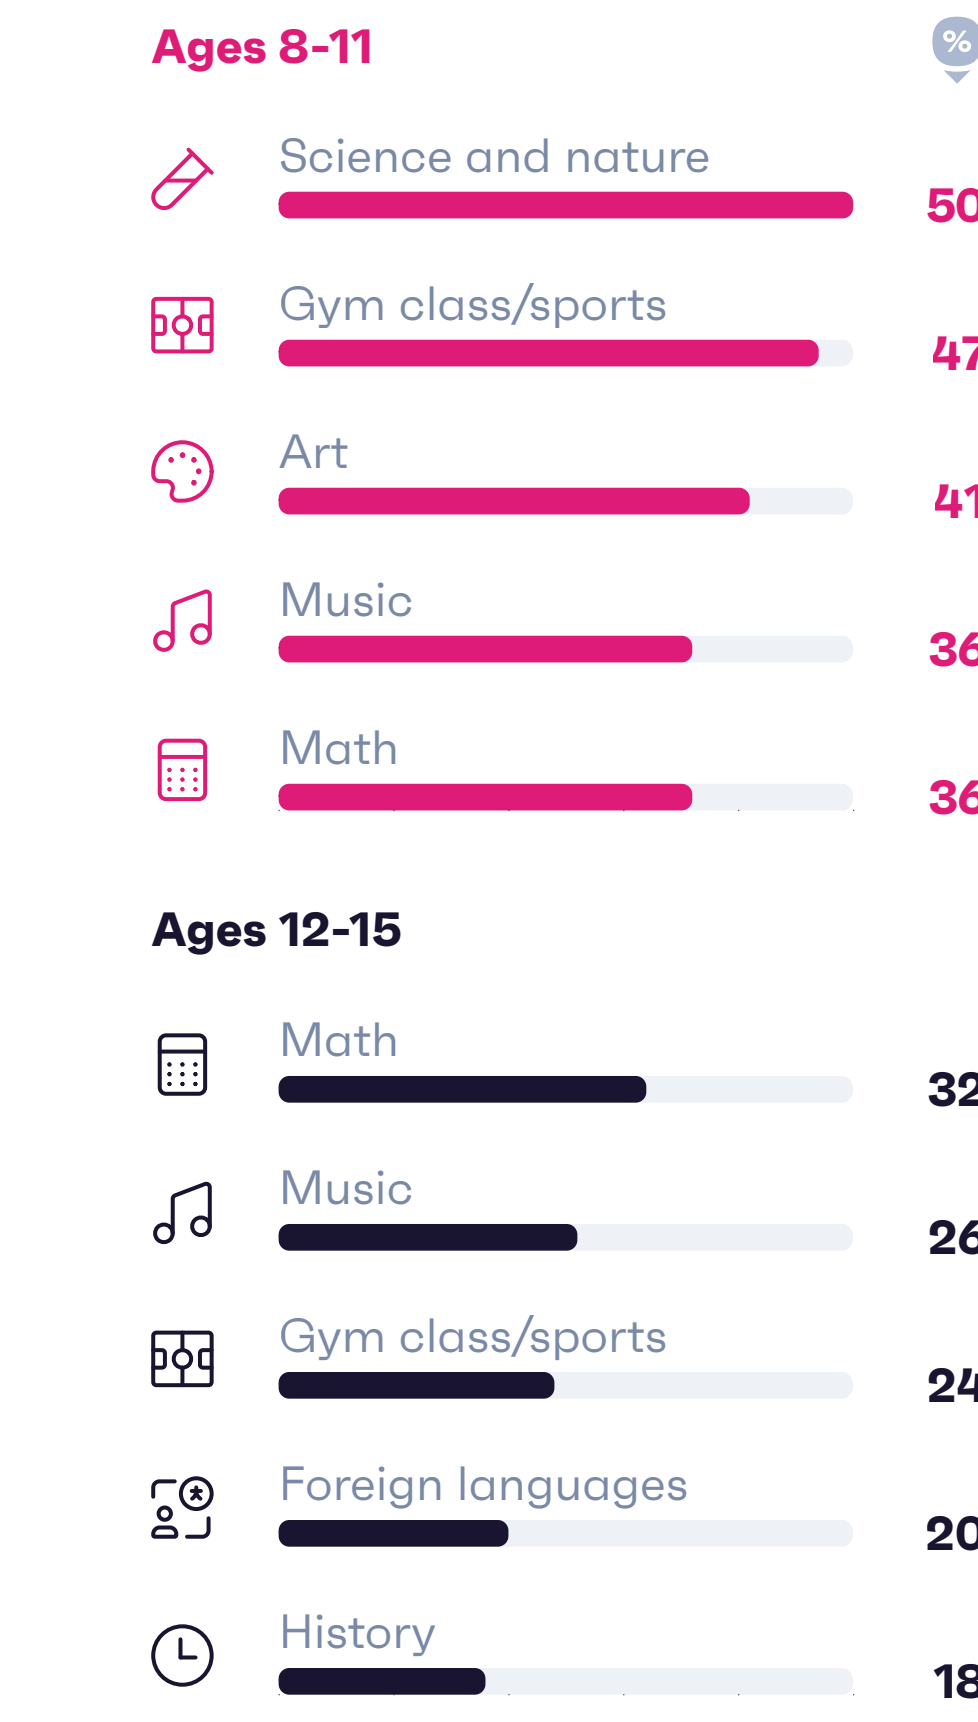 Ages 8-11
%
Science and nature
50
Gym class/sports
47
Art
41
Music
36
Math
36
Ages 12-15
Math
32
Music
26
Gym class/sports
24
Foreign languages
20
History
18